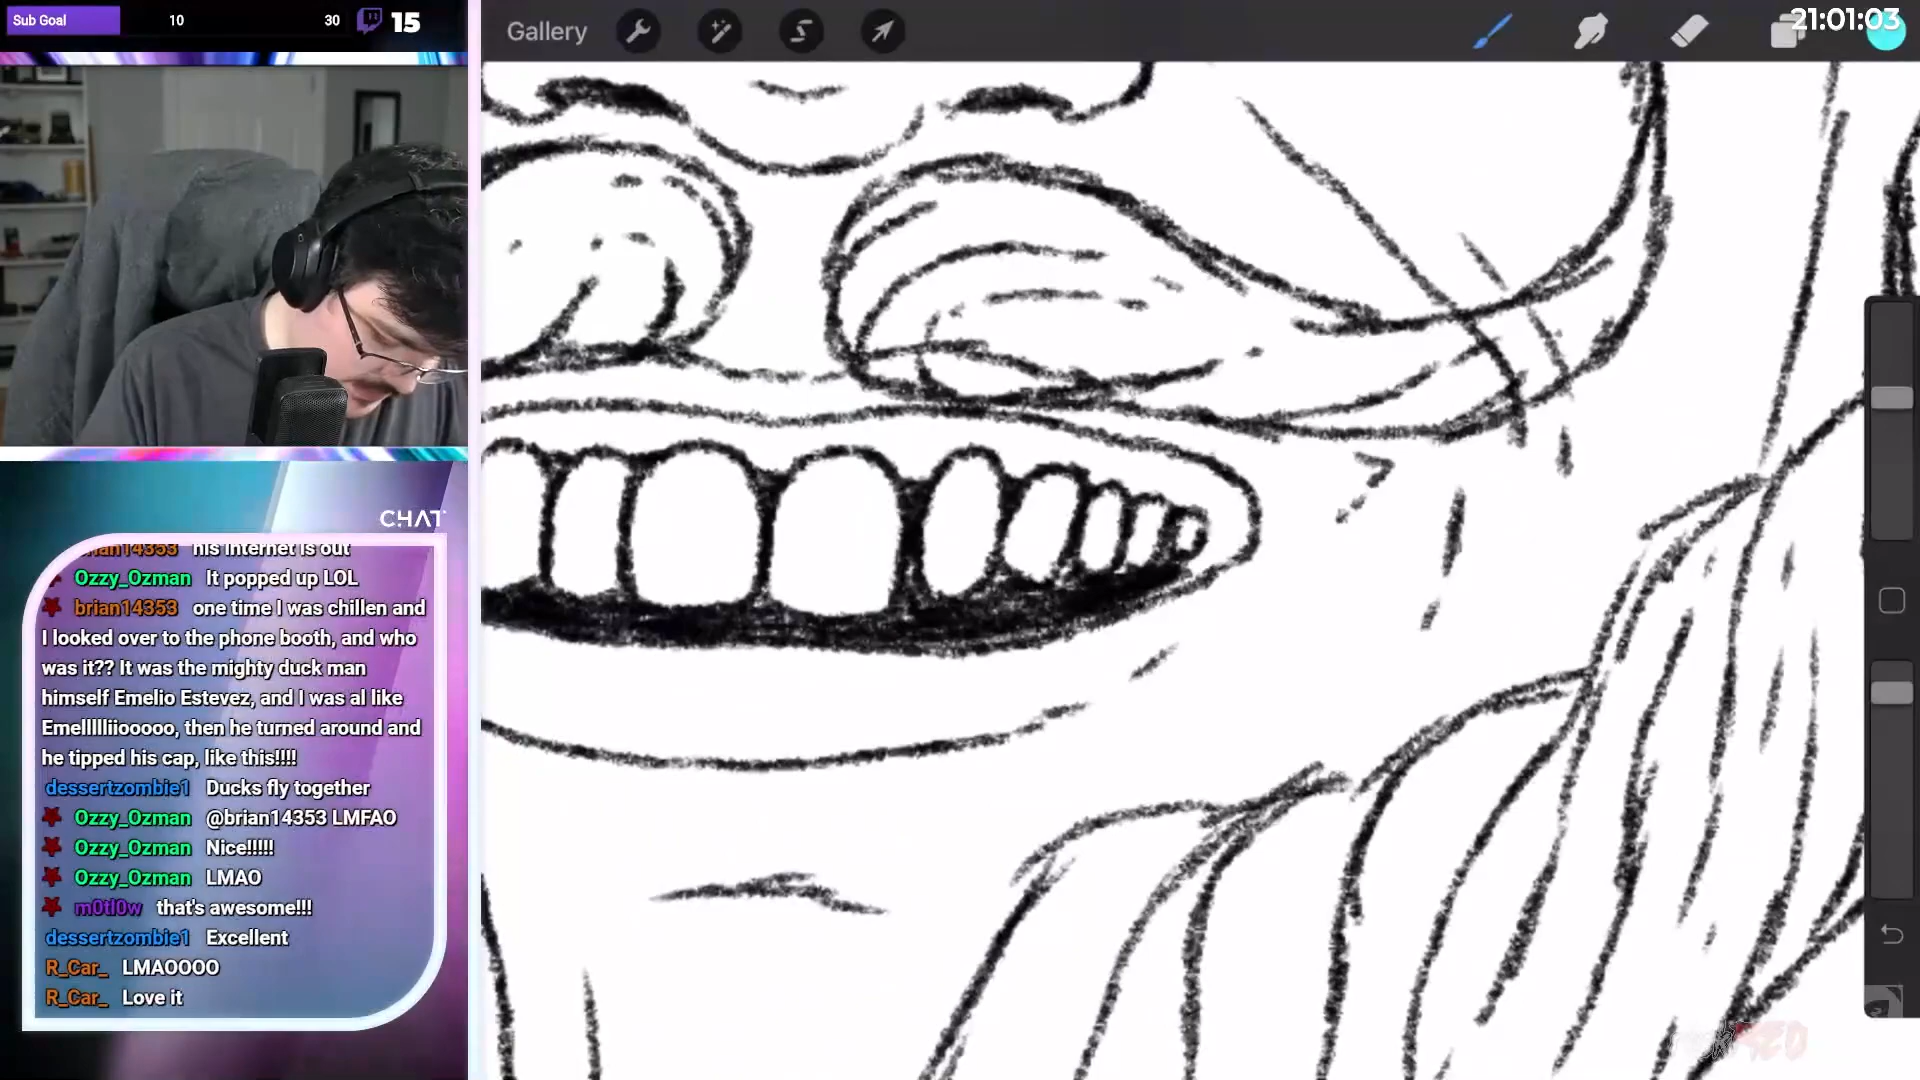 Sub Goal 10 30 15
Gallery
21:01:03
CHAT
his internet is out
Ozzy_Ozman It popped up LOL
brian14353 one time I was chillen and
I looked over to the phone booth, and who
was it?? It was the mighty duck man
himself Emelio Estevez, and I was al like
Emelllllliiooooo, then he turned around and
he tipped his cap, like this!!!!
dessertzombie1 Ducks fly together
Ozzy_Ozman @brian14353 LMFAO
Ozzy_Ozman Nice!!!!!
Ozzy_Ozman LMAO
m0tl0w that's awesome!!!
dessertzombie1 Excellent
R_Car_ LMAOOOO
R_Car_ Love it